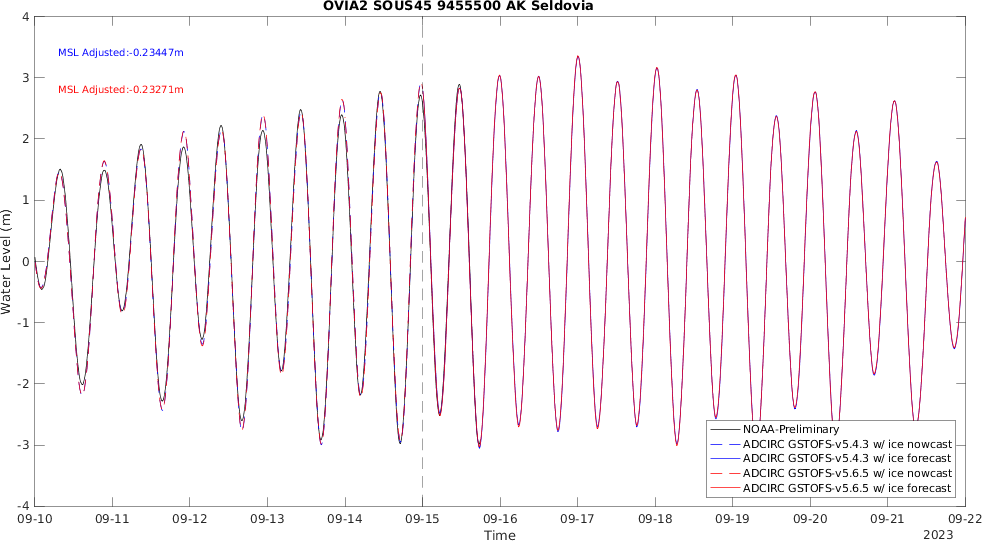 OVIA2 SOUS45 9455500 AK Seldovia
MSL Adjusted:-0.23447m
MSL Adjusted:-0.23271m
4
3
2
1
0
-1
-2
-3
-4
Water Level (m)
NOAA-Preliminary
ADCIRC GSTOFS-v5.4.3 w/ ice nowcast
ADCIRC GSTOFS-v5.4.3 w/ ice forecast
ADCIRC GSTOFS-v5.6.5 w/ ice nowcast
ADCIRC GSTOFS-v5.6.5 w/ ice forecast
09-10 09-11 09-12 09-13 09-14 09-15 09-16 09-17 09-18 09-19 09-20 09-21 09-22
Time
2023